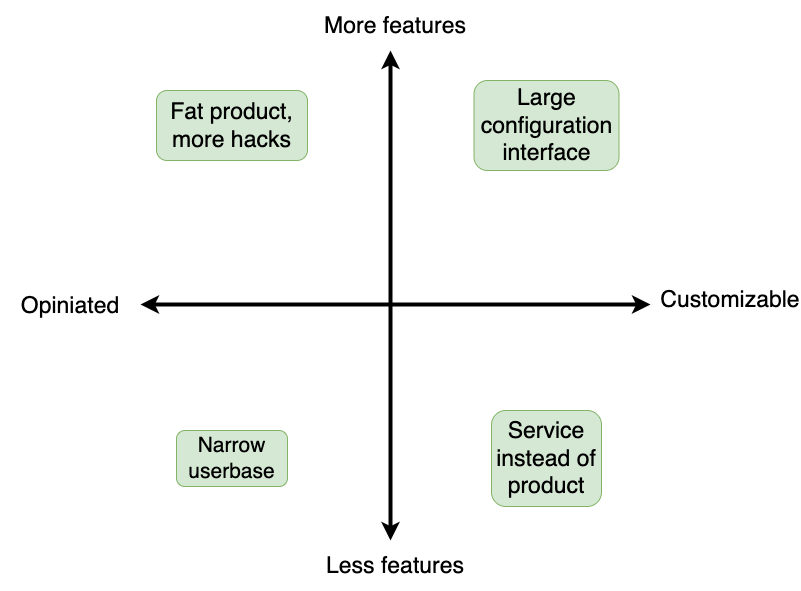 More features
Fat product,
more hacks
Large
configuration
interface
Opiniated
Customizable
Narrow
userbase
Service
instead of
product
Less features